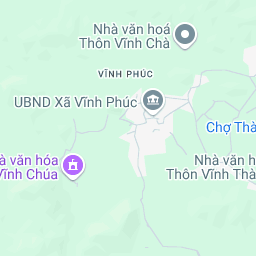 Nhà văn hoá
Thôn Vĩnh Chà
VĨNH PHÚC
UBND Xã Vĩnh Phúc
Chợ Thà
văn hóa
Vĩnh Chúa
Nhà văn h
Thôn Vĩnh Thà